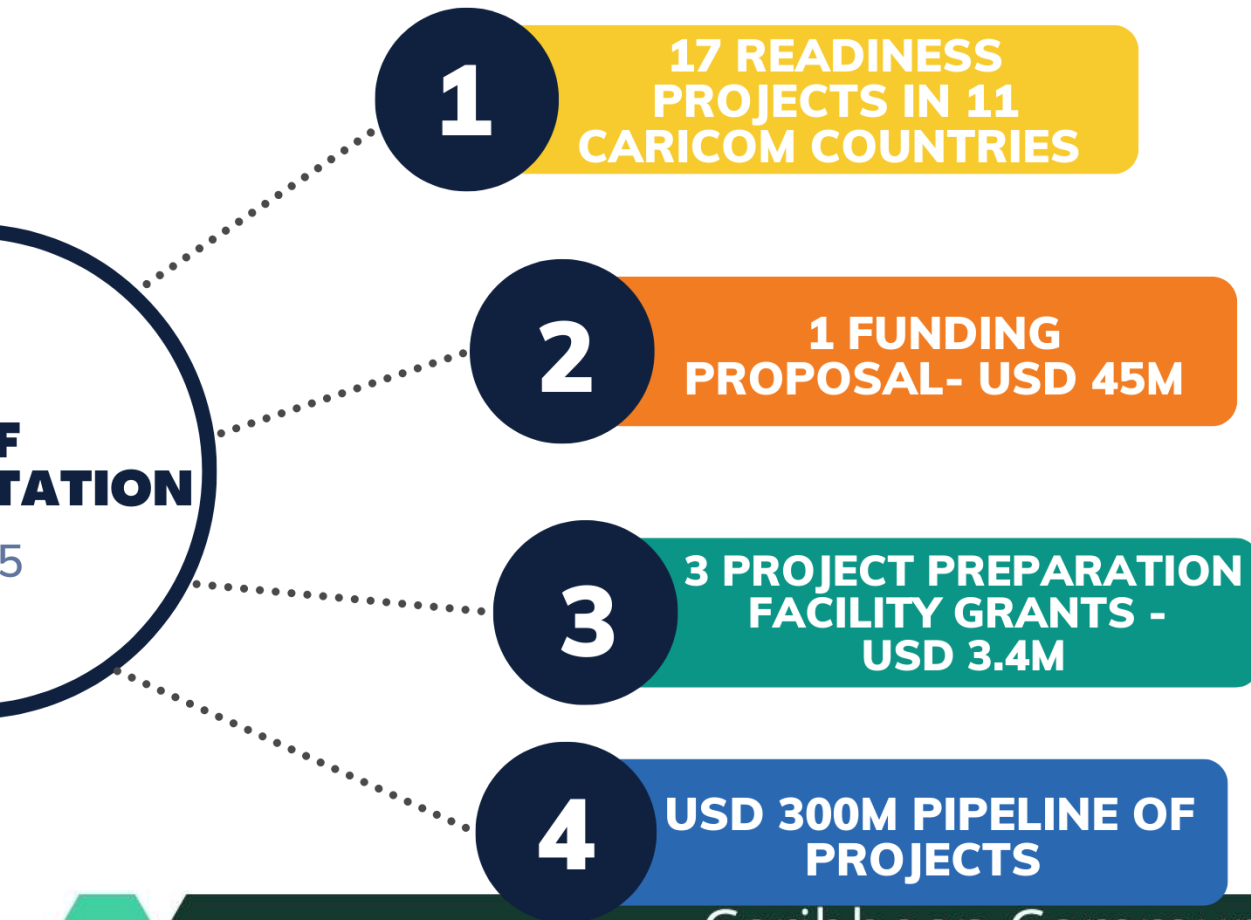 1
17 READINESS
PROJECTS IN 11
CARICOM COUNTRIES
2
1 FUNDING
PROPOSAL- USD 45M
F
TATION
5
3
3 PROJECT PREPARATION
FACILITY GRANTS -
USD 3.4M
4
USD 300M PIPELINE OF
PROJECTS